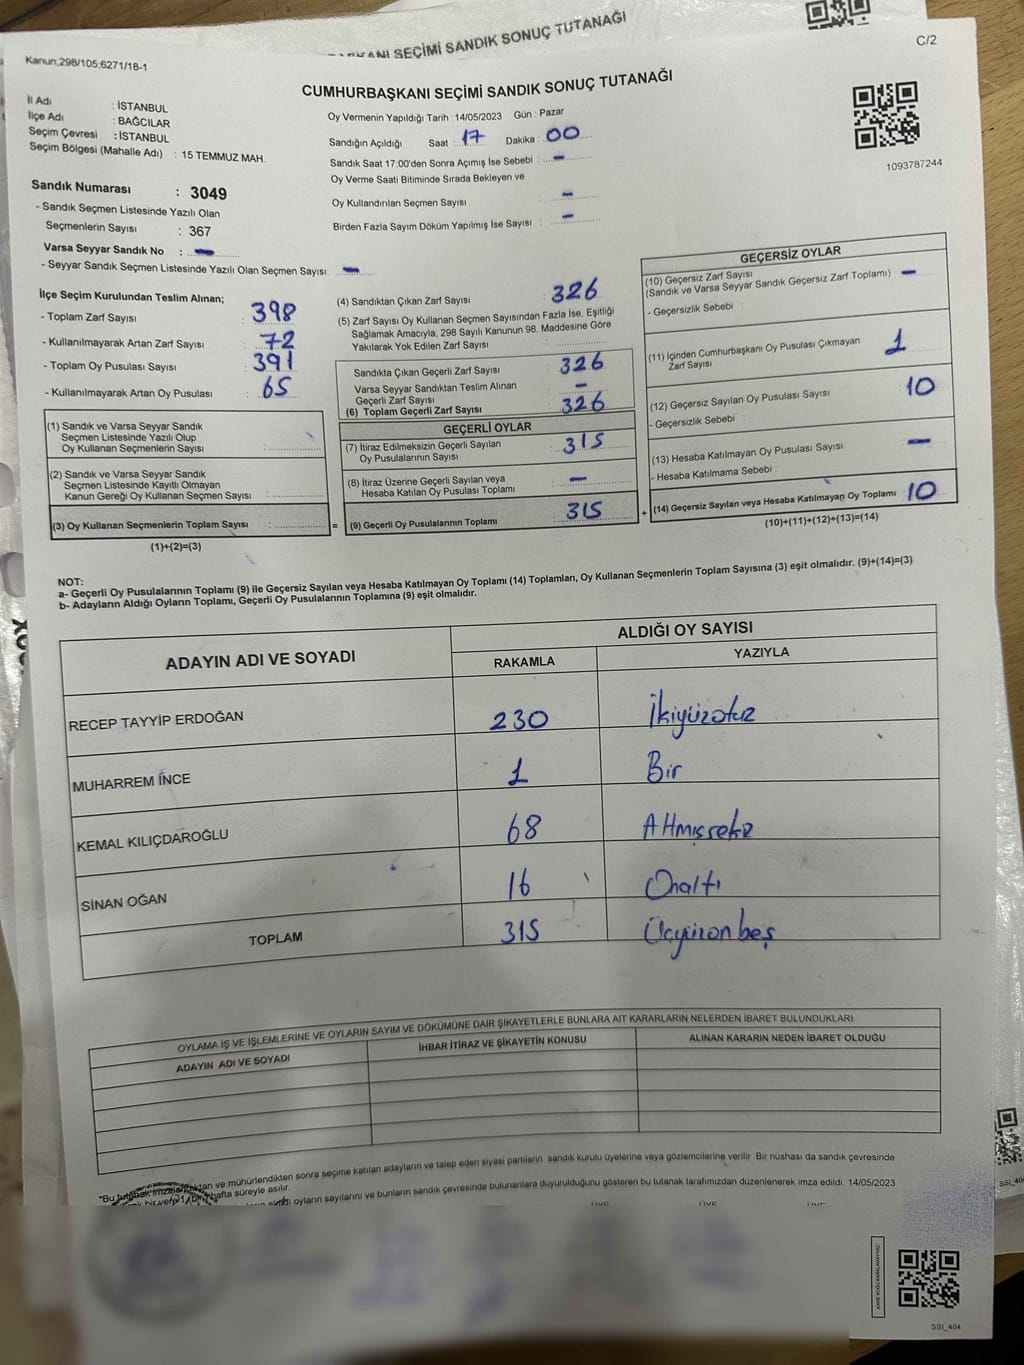 KANI SEÇİMİ SANDIK SONUÇ TUTANAĞI
Kanun;298/105;6271/18-1
C/2
CUMHURBAŞKANI SEÇİMİ SANDIK SONUÇ TUTANAĞI
İl Adı : İSTANBUL
İlçe Adı : BAĞCILAR
Seçim Çevresi : İSTANBUL
Seçim Bölgesi (Mahalle Adı) : 15 TEMMUZ MAH.
Oy Vermenin Yapıldığı Tarih : 14/05/2023 Gün : Pazar
Sandığın Açıldığı Saat : 17 Dakika : 00
Sandık Saat 17:00'den Sonra Açımış İse Sebebi : -
Oy Verme Saati Bitiminde Sırada Bekleyen ve
Oy Kullandırılan Seçmen Sayısı : -
Birden Fazla Sayım Döküm Yapılmış İse Sayısı : -
1093787244
Sandık Numarası : 3049
- Sandık Seçmen Listesinde Yazılı Olan
Seçmenlerin Sayısı : 367
Varsa Seyyar Sandık No : -
- Seyyar Sandık Seçmen Listesinde Yazılı Olan Seçmen Sayısı: -
İlçe Seçim Kurulundan Teslim Alınan;
- Toplam Zarf Sayısı : 398
- Kullanılmayarak Artan Zarf Sayısı : 72
- Toplam Oy Pusulası Sayısı : 391
- Kullanılmayarak Artan Oy Pusulası : 65
(1) Sandık ve Varsa Seyyar Sandık
Seçmen Listesinde Yazılı Olup
Oy Kullanan Seçmenlerin Sayısı :
(2) Sandık ve Varsa Seyyar Sandık
Seçmen Listesinde Kayıtlı Olmayan
Kanun Gereği Oy Kullanan Seçmen Sayısı :
(3) Oy Kullanan Seçmenlerin Toplam Sayısı :
(1)+(2)=(3)
(4) Sandıktan Çıkan Zarf Sayısı : 326
(5) Zarf Sayısı Oy Kullanan Seçmen Sayısından Fazla İse, Eşitliği
Sağlamak Amacıyla, 298 Sayılı Kanunun 98. Maddesine Göre
Yakılarak Yok Edilen Zarf Sayısı :
Sandıkta Çıkan Geçerli Zarf Sayısı : 326
Varsa Seyyar Sandıktan Teslim Alınan
Geçerli Zarf Sayısı : -
(6) Toplam Geçerli Zarf Sayısı : 326
GEÇERLİ OYLAR
(7) İtiraz Edilmeksizin Geçerli Sayılan
Oy Pusulalarının Sayısı : 315
(8) İtiraz Üzerine Geçerli Sayılan veya
Hesaba Katılan Oy Pusulası Toplamı : -
= (9) Geçerli Oy Pusulalarının Toplamı : 315
GEÇERSİZ OYLAR
(10) Geçersiz Zarf Sayısı
(Sandık ve Varsa Seyyar Sandık Geçersiz Zarf Toplamı) : -
- Geçersizlik Sebebi :
(11) İçinden Cumhurbaşkanı Oy Pusulası Çıkmayan
Zarf Sayısı : 1
(12) Geçersiz Sayılan Oy Pusulası Sayısı : 10
- Geçersizlik Sebebi :
(13) Hesaba Katılmayan Oy Pusulası Sayısı : -
- Hesaba Katılmama Sebebi :
+ (14) Geçersiz Sayılan veya Hesaba Katılmayan Oy Toplamı 10
(10)+(11)+(12)+(13)=(14)
NOT:
a- Geçerli Oy Pusulalarının Toplamı (9) ile Geçersiz Sayılan veya Hesaba Katılmayan Oy Toplamı (14) Toplamları, Oy Kullanan Seçmenlerin Toplam Sayısına (3) eşit olmalıdır. (9)+(14)=(3)
b- Adayların Aldığı Oyların Toplamı, Geçerli Oy Pusulalarının Toplamına (9) eşit olmalıdır.
ADAYIN ADI VE SOYADI ALDIĞI OY SAYISI
RAKAMLA YAZIYLA
RECEP TAYYİP ERDOĞAN 230 İkiyüzotuz
MUHARREM İNCE 1 Bir
KEMAL KILIÇDAROĞLU 68 Altmışsekiz
SİNAN OĞAN 16 Onaltı
TOPLAM 315 Üçyüzonbeş
OYLAMA İŞ VE İŞLEMLERİNE VE OYLARIN SAYIM VE DÖKÜMÜNE DAİR ŞİKAYETLERLE BUNLARA AİT KARARLARIN NELERDEN İBARET BULUNDUKLARI
ADAYIN ADI VE SOYADI İHBAR İTİRAZ VE ŞİKAYETİN KONUSU ALINAN KARARIN NEDEN İBARET OLDUĞU
*Bu tutanak imzalandıktan ve mühürlendikten sonra seçime katılan adayların ve talep eden siyasi partilerin sandık kurulu üyelerine veya gözlemcilerine verilir. Bir nüshası da sandık çevresinde
hafta süreyle asılır.
aldığı oyların sayılarını ve bunların sandık çevresinde bulunanlara duyurulduğunu gösteren bu tutanak tarafımızdan düzenlenerek imza edildi. 14/05/2023
ÜYE ÜYE ÜYE
SSI_404